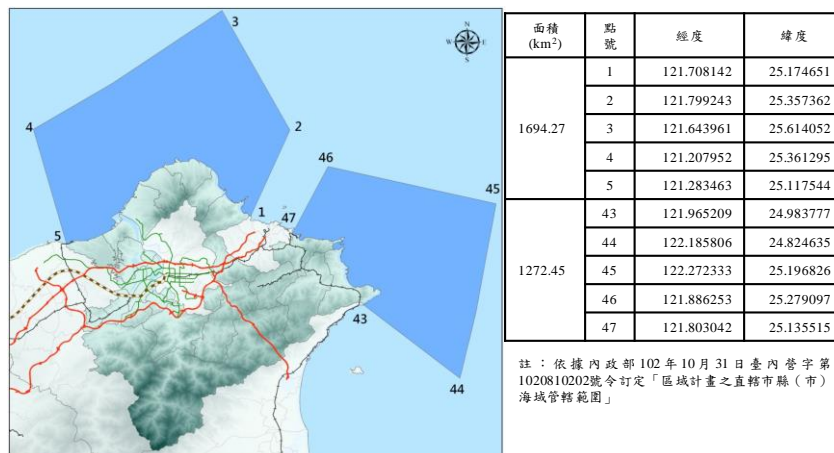 3
N
W E
S
4
2
46
45
1
47
5
43
44
面積 點 經度 緯度
(km²) 號
1694.27
1 121.708142 25.174651
2 121.799243 25.357362
3 121.643961 25.614052
4 121.207952 25.361295
5 121.283463 25.117544
1272.45
43 121.965209 24.983777
44 122.185806 24.824635
45 122.272333 25.196826
46 121.886253 25.279097
47 121.803042 25.135515
註：依據內政部102年10月31日臺內營字第
1020810202號令訂定「區域計畫之直轄市縣（市）
海域管轄範圍」